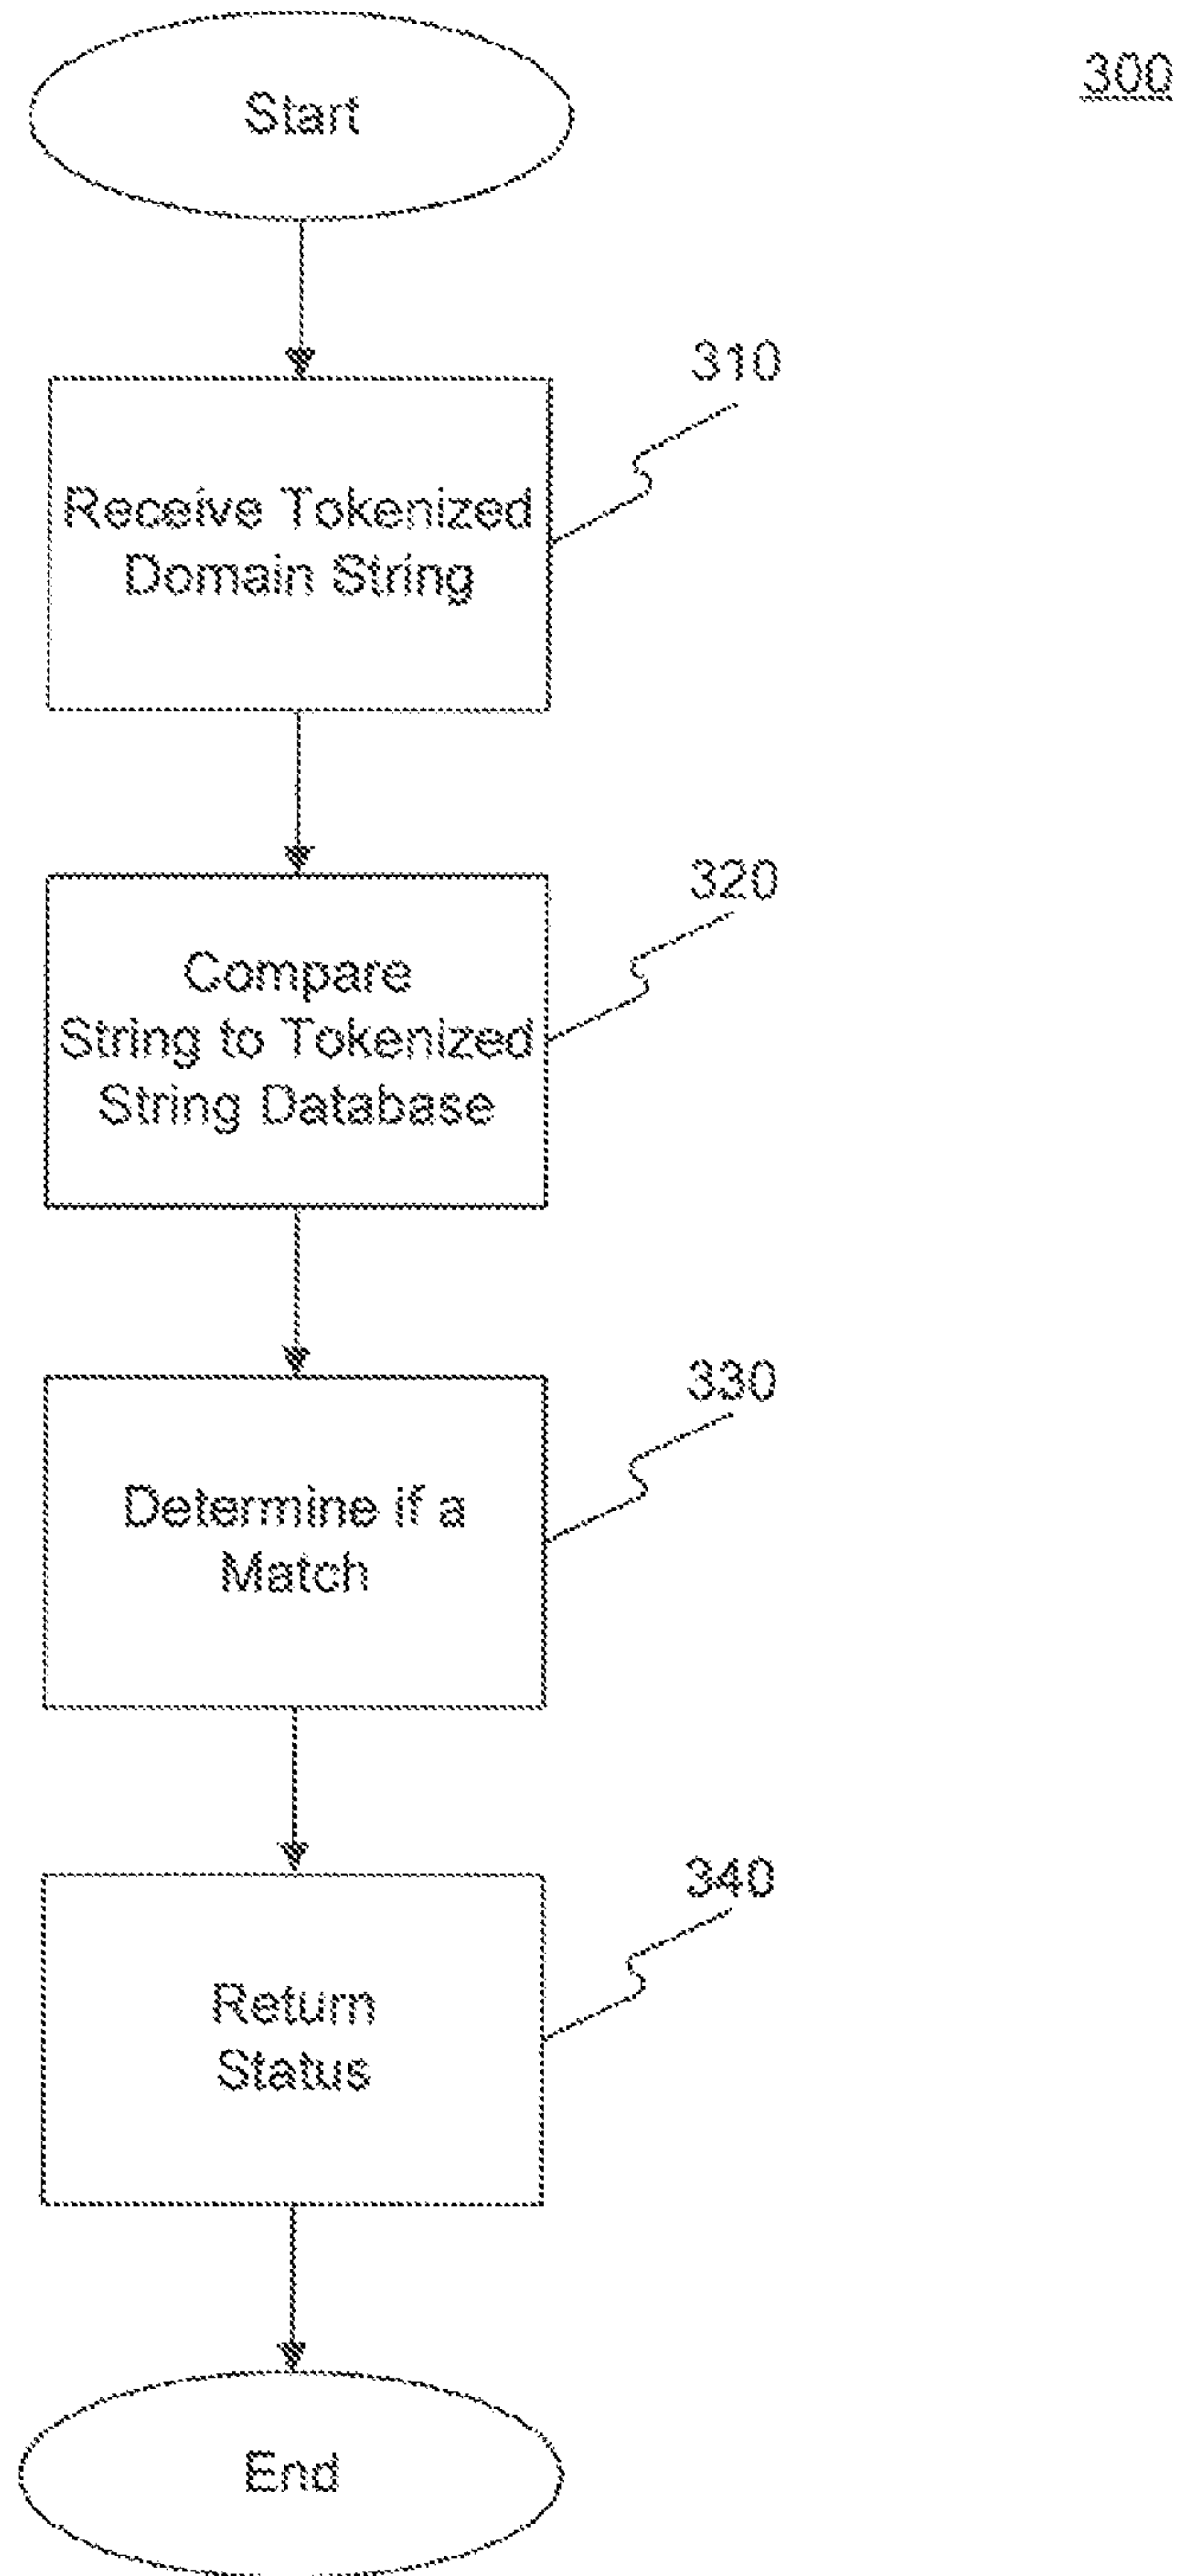 300
Start
310
Receive Tokenized
Domain String
320
Compare
String to Tokenized
String Database
330
Determine if a
Match
340
Return
Status
End